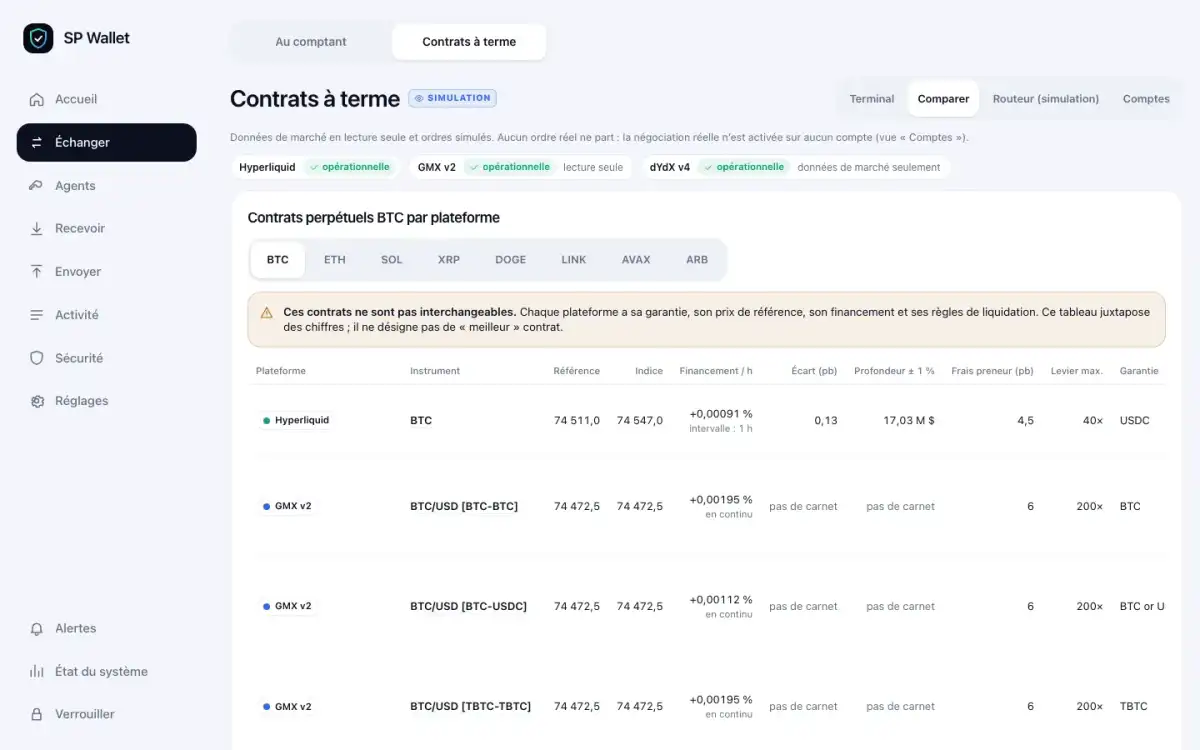 SP Wallet
Au comptant
Contrats à terme
Accueil
Échanger
Agents
Recevoir
Envoyer
Activité
Sécurité
Réglages
Alertes
État du système
Verrouiller
Contrats à terme SIMULATION
Terminal Comparer Routeur (simulation) Comptes
Données de marché en lecture seule et ordres simulés. Aucun ordre réel ne part : la négociation réelle n'est activée sur aucun compte (vue « Comptes »).
Hyperliquid opérationnelle GMX v2 opérationnelle lecture seule dYdX v4 opérationnelle données de marché seulement
Contrats perpétuels BTC par plateforme
BTC ETH SOL XRP DOGE LINK AVAX ARB
Ces contrats ne sont pas interchangeables. Chaque plateforme a sa garantie, son prix de référence, son financement et ses règles de liquidation. Ce tableau juxtapose
des chiffres ; il ne désigne pas de « meilleur » contrat.
Plateforme Instrument Référence Indice Financement / h Écart (pb) Profondeur ± 1 % Frais preneur (pb) Levier max. Garantie
Hyperliquid BTC 74 511,0 74 547,0 +0,00091 % 0,13 17,03 M $ 4,5 40× USDC
intervalle : 1 h
GMX v2 BTC/USD [BTC-BTC] 74 472,5 74 472,5 +0,00195 % pas de carnet pas de carnet 6 200× BTC
en continu
GMX v2 BTC/USD [BTC-USDC] 74 472,5 74 472,5 +0,00112 % pas de carnet pas de carnet 6 200× BTC or U
en continu
GMX v2 BTC/USD [TBTC-TBTC] 74 472,5 74 472,5 +0,00195 % pas de carnet pas de carnet 6 200× TBTC
en continu